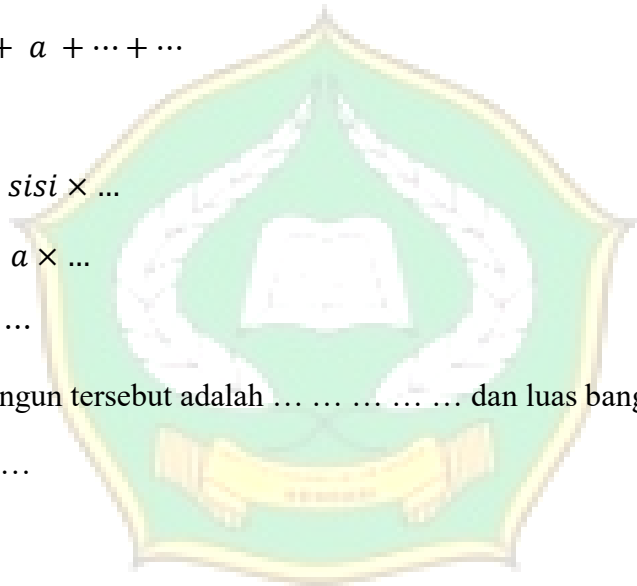 + a + ⋯ + ⋯
sisi × …
a × …
…
ngun tersebut adalah … … … … … dan luas bang
…